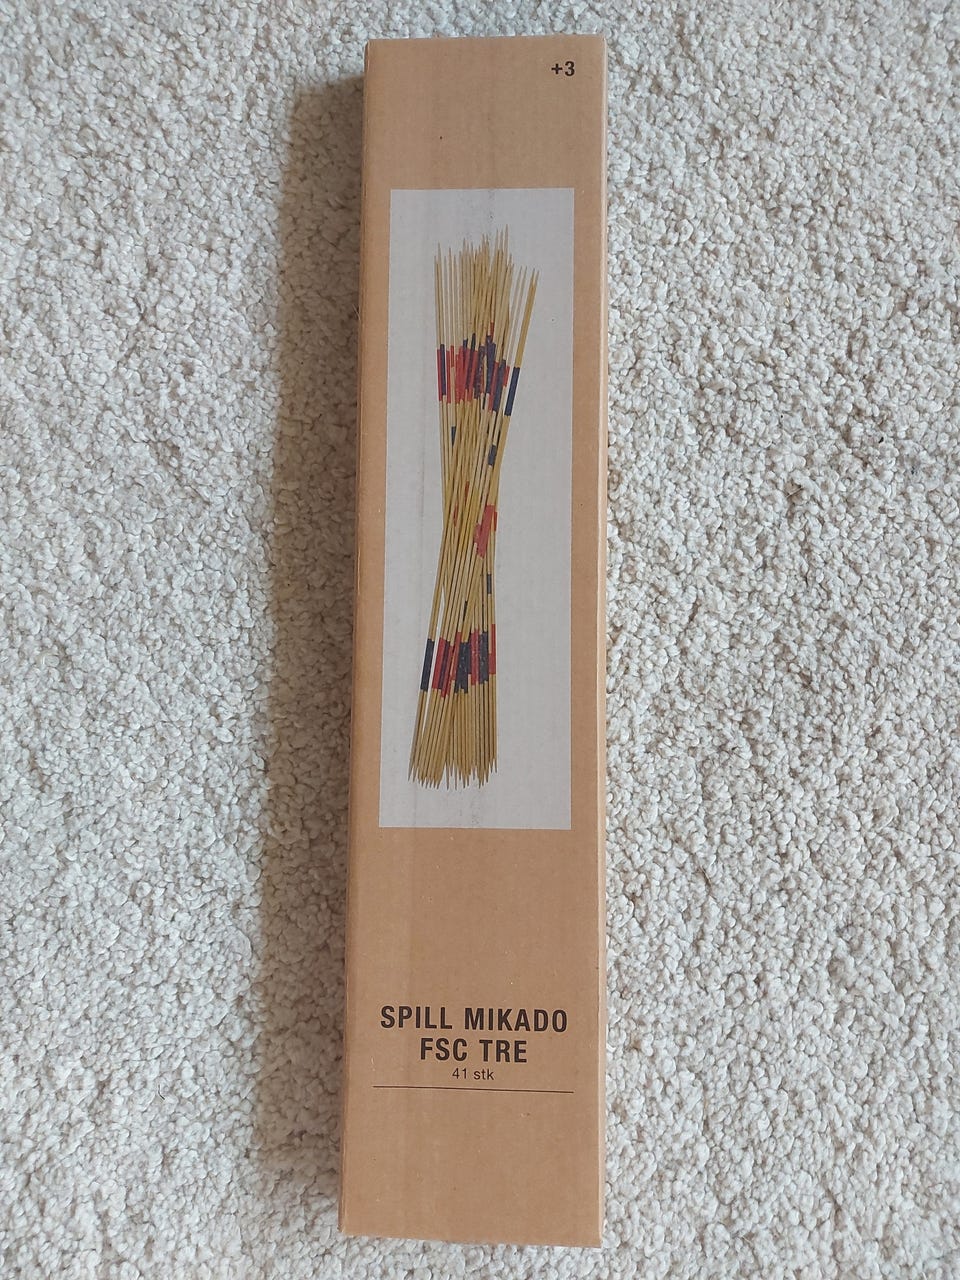 +3
SPILL MIKADO
FSC TRE
41 stk